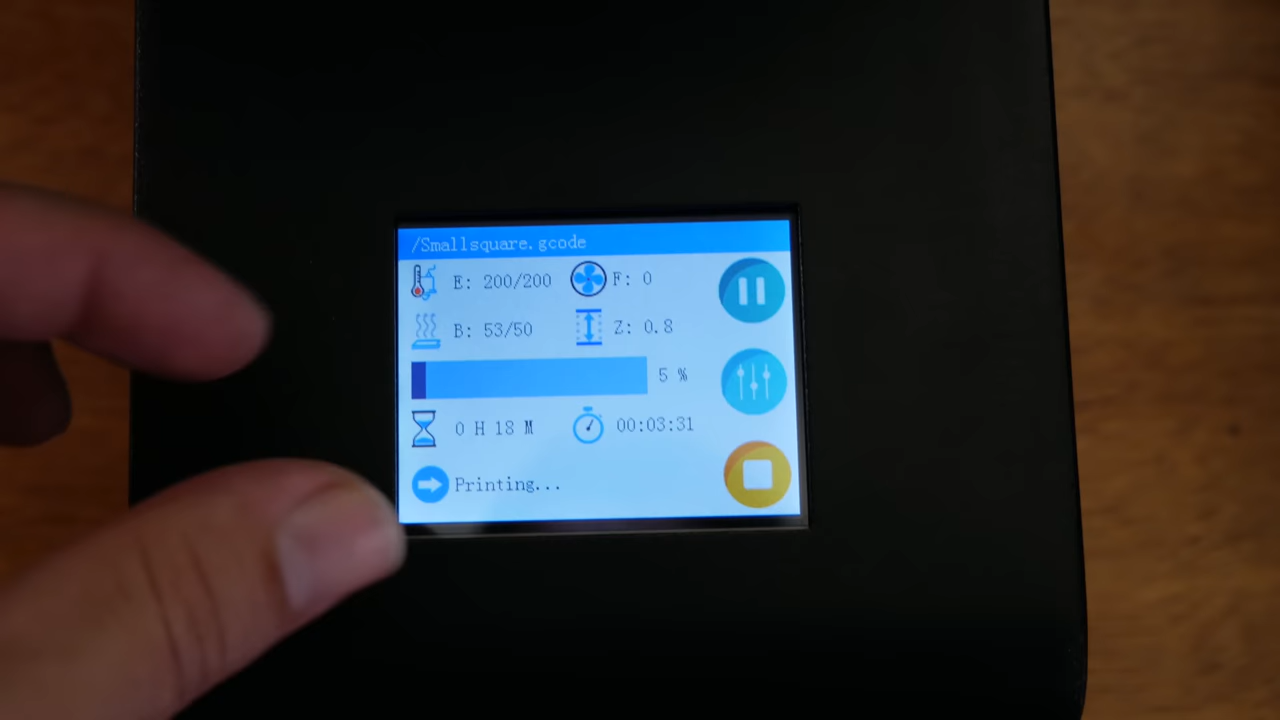 /Smallsquare.gcode
E: 200/200 F: 0
B: 53/50 Z: 0.8
5 %
0 H 18 M 00:03:31
Printing...